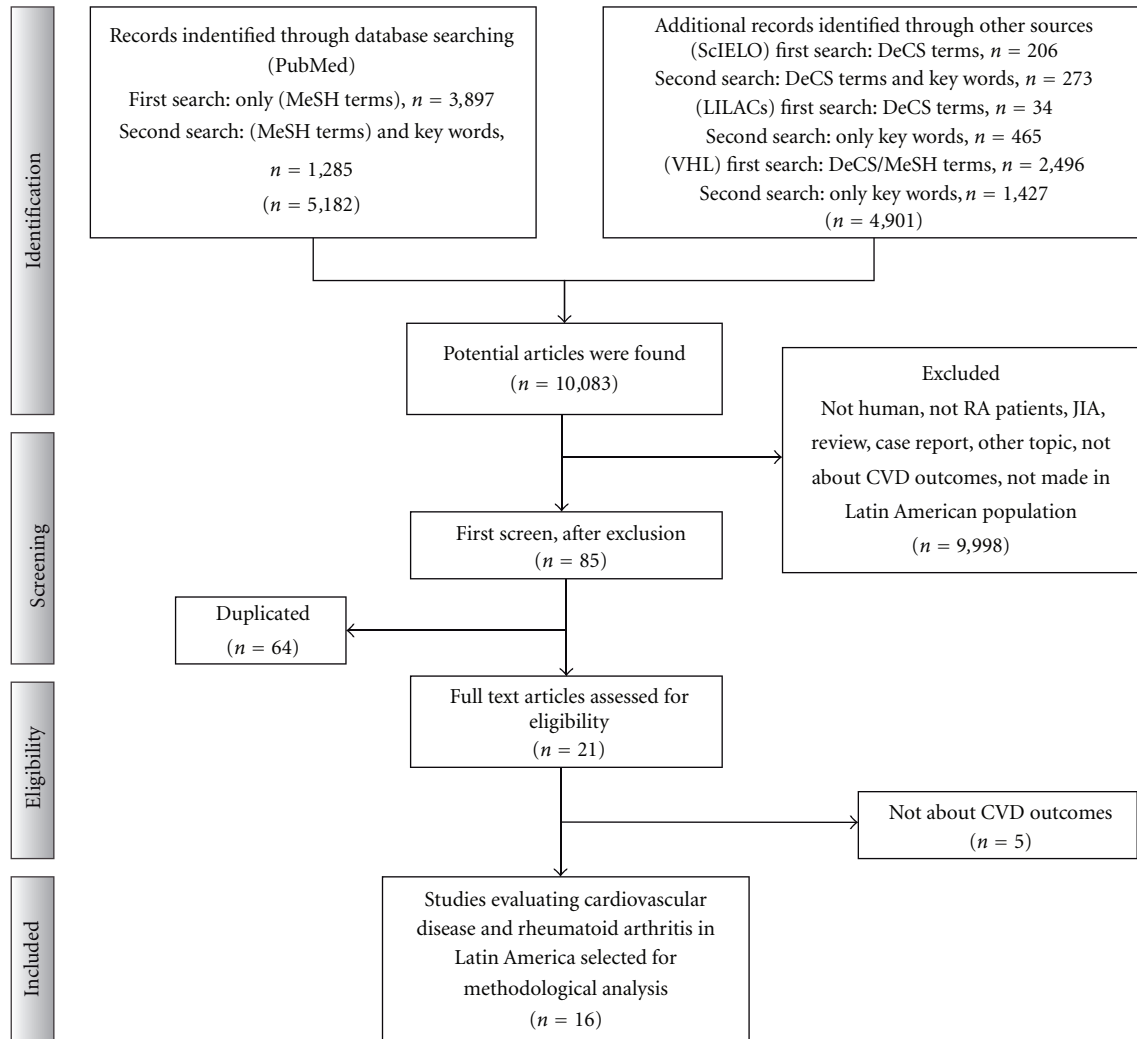 Identification
Records indentified through database searching
(PubMed)
First search: only (MeSH terms), n = 3,897
Second search: (MeSH terms) and key words,
n = 1,285
(n = 5,182)
Additional records identified through other sources
(ScIELO) first search: DeCS terms, n = 206
Second search: DeCS terms and key words, n = 273
(LILACs) first search: DeCS terms, n = 34
Second search: only key words, n = 465
(VHL) first search: DeCS/MeSH terms, n = 2,496
Second search: only key words, n = 1,427
(n = 4,901)
Potential articles were found
(n = 10,083)
Screening
Excluded
Not human, not RA patients, JIA,
review, case report, other topic, not
about CVD outcomes, not made in
Latin American population
(n = 9,998)
First screen, after exclusion
(n = 85)
Duplicated
(n = 64)
Eligibility
Full text articles assessed for
eligibility
(n = 21)
Not about CVD outcomes
(n = 5)
Included
Studies evaluating cardiovascular
disease and rheumatoid arthritis in
Latin America selected for
methodological analysis
(n = 16)